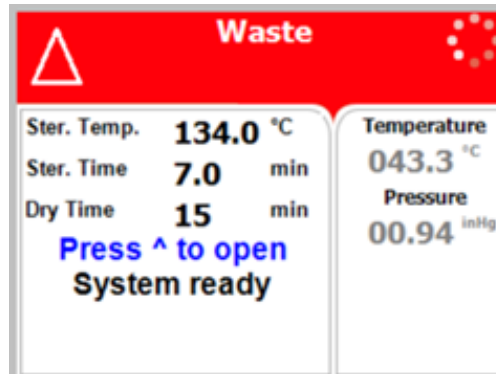 Waste
Ster. Temp. 134.0 °C
Ster. Time 7.0 min
Dry Time 15 min
Press ^ to open
System ready
Temperature
043.3 °C
Pressure
00.94 inHg